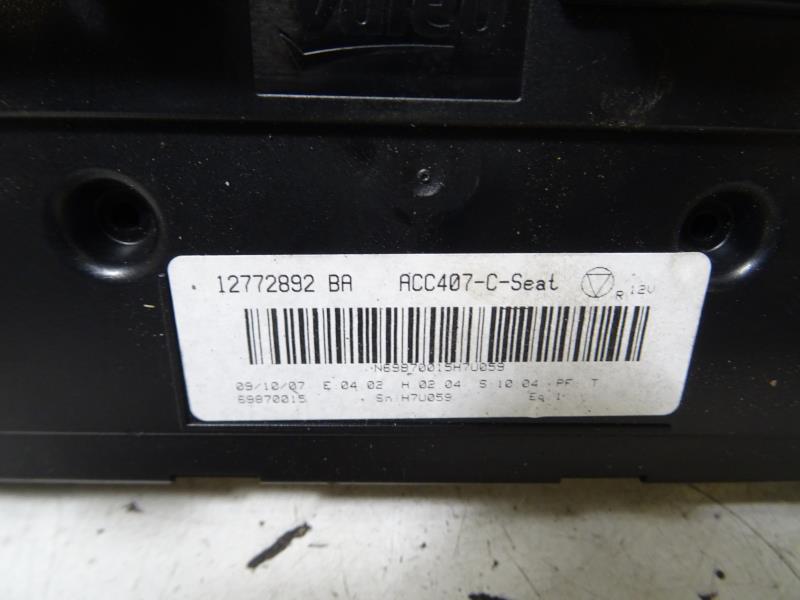 Valeo
12772892 BA ACC407-C-Seat R 12V
N69870015H7U059
09/10/07 E 04 02 H 02 04 S 10 04 PF T
69870015 Sn H7U059 Eq 1